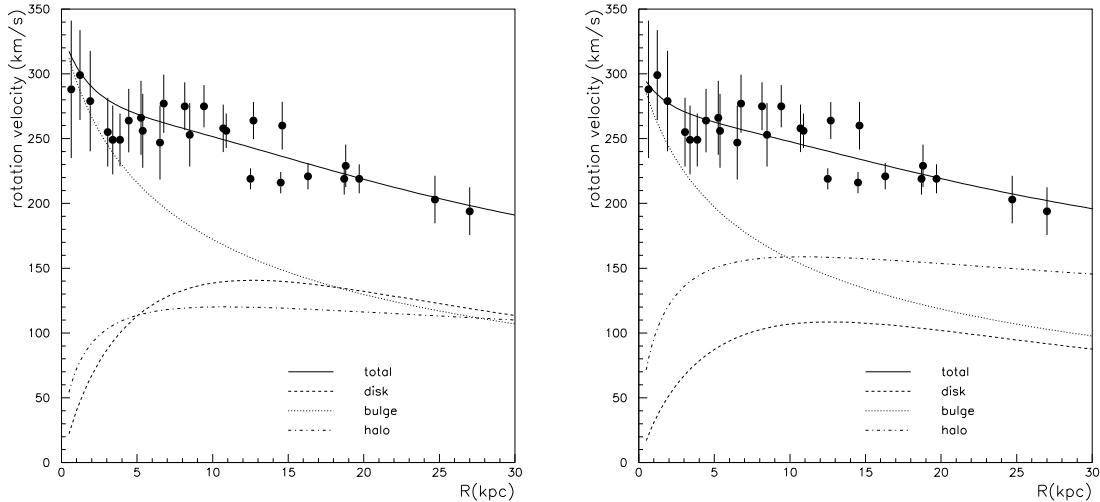 rotation velocity (km/s)
350
300
250
200
150
100
50
0
total
disk
bulge
halo
0 5 10 15 20 25 30
R(kpc)
rotation velocity (km/s)
350
300
250
200
150
100
50
0
total
disk
bulge
halo
0 5 10 15 20 25 30
R(kpc)